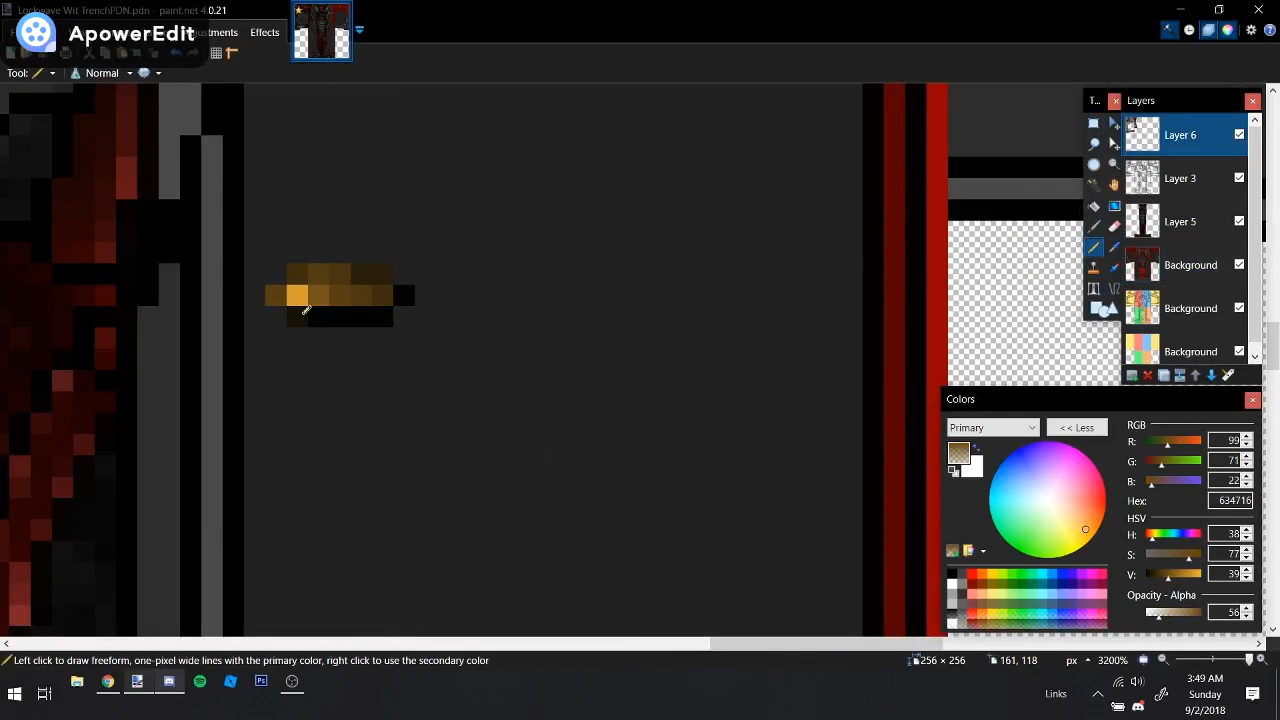 Lockwave Wit TrenchPDN.pdn - paint.net 4.0.21
ApowerEdit
djustments Effects
Tool: Normal
T... Layers
Layer 6
Layer 3
Layer 5
Background
Background
Background
Colors
Primary << Less
RGB
R: 99
G: 71
B: 22
Hex: 634716
HSV
H: 38
S: 77
V: 39
Opacity - Alpha
56
Left click to draw freeform, one-pixel wide lines with the primary color, right click to use the secondary color
256 × 256 161, 118 px 3200%
Links
3:49 AM
Sunday
9/2/2018